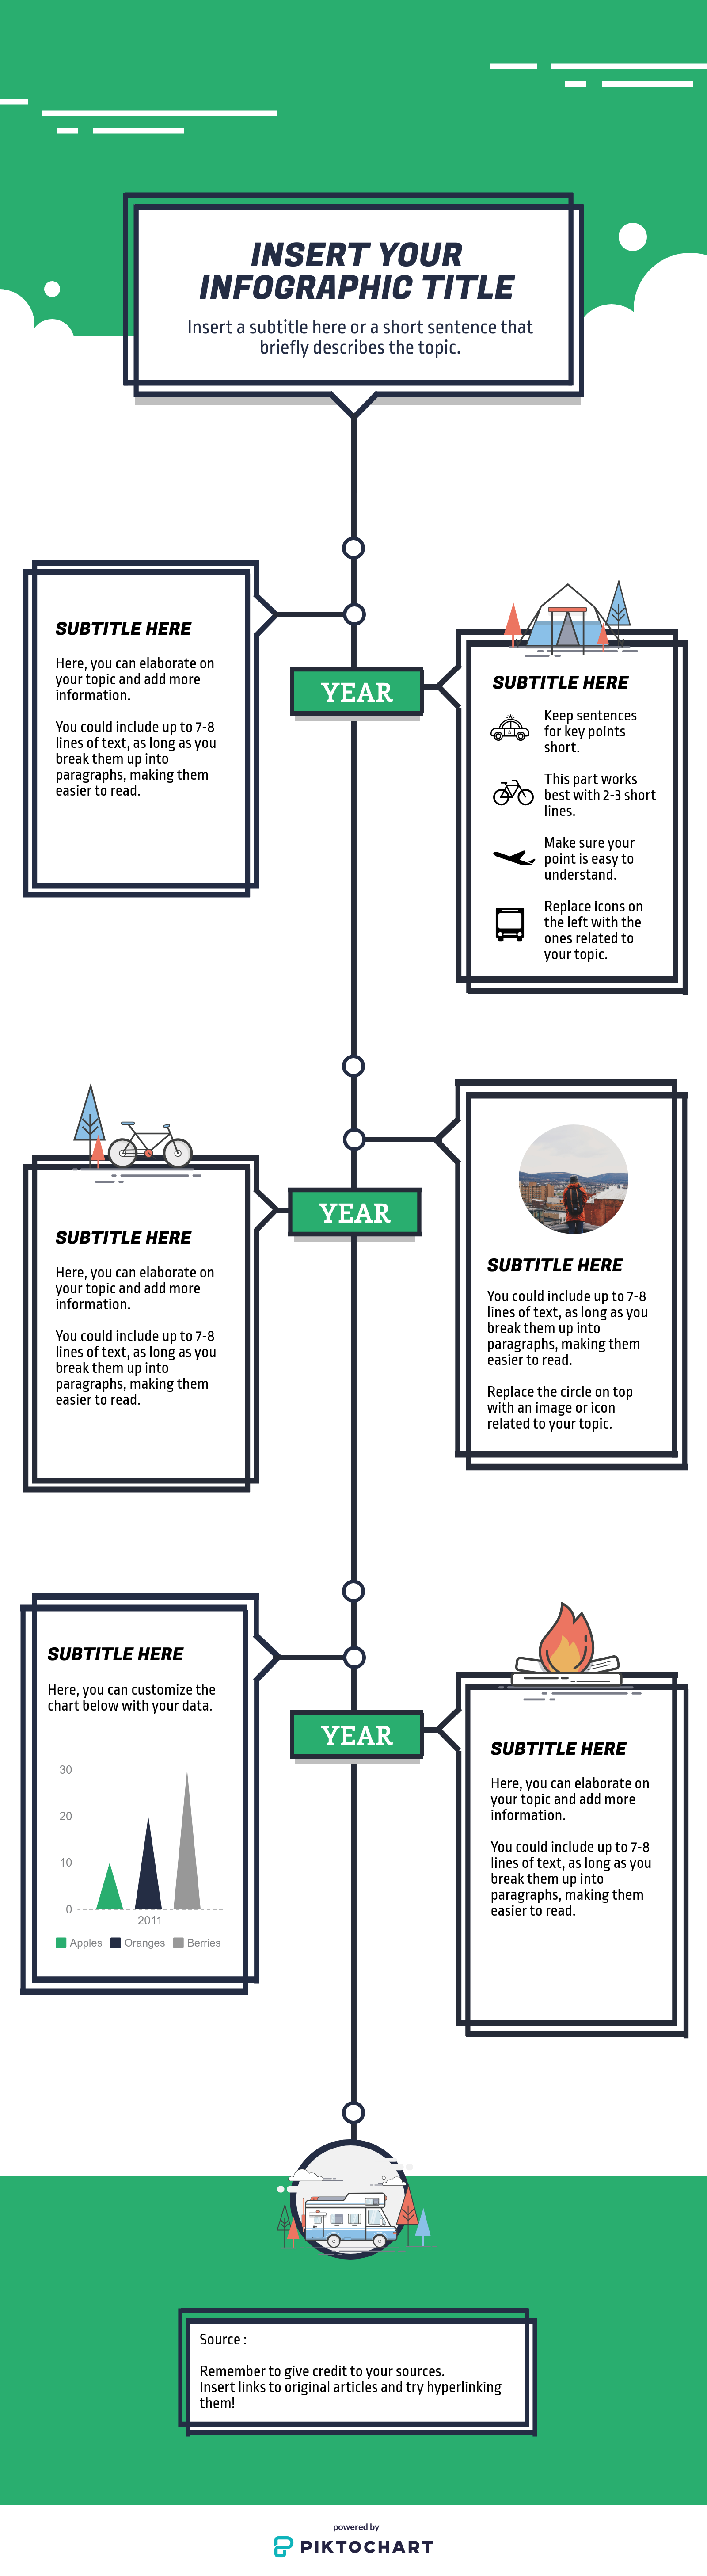 INSERT YOUR
INFOGRAPHIC TITLE
Insert a subtitle here or a short sentence that
briefly describes the topic.
SUBTITLE HERE
Here, you can elaborate on
your topic and add more
information.
You could include up to 7-8
lines of text, as long as you
break them up into
paragraphs, making them
easier to read.
YEAR
SUBTITLE HERE
Keep sentences
for key points
short.
This part works
best with 2-3 short
lines.
Make sure your
point is easy to
understand.
Replace icons on
the left with the
ones related to
your topic.
SUBTITLE HERE
Here, you can elaborate on
your topic and add more
information.
You could include up to 7-8
lines of text, as long as you
break them up into
paragraphs, making them
easier to read.
YEAR
SUBTITLE HERE
You could include up to 7-8
lines of text, as long as you
break them up into
paragraphs, making them
easier to read.
Replace the circle on top
with an image or icon
related to your topic.
SUBTITLE HERE
Here, you can customize the
chart below with your data.
30
20
10
0
2011
Apples Oranges Berries
YEAR
SUBTITLE HERE
Here, you can elaborate on
your topic and add more
information.
You could include up to 7-8
lines of text, as long as you
break them up into
paragraphs, making them
easier to read.
Source :
Remember to give credit to your sources.
Insert links to original articles and try hyperlinking
them!
powered by
PIKTOCHART